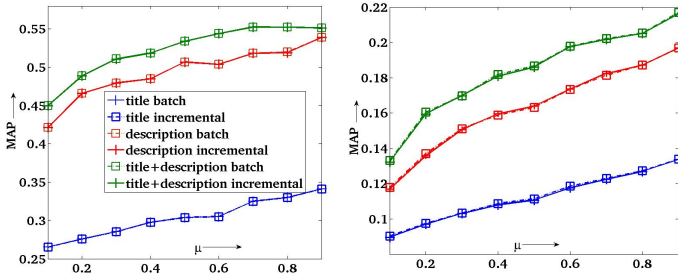 0.55
0.5
0.45
0.4
0.35
0.3
0.25
MAP
title batch
title incremental
description batch
description incremental
title+description batch
title+description incremental
μ
0.2 0.4 0.6 0.8
0.22
0.2
0.18
0.16
0.14
0.12
0.1
MAP
μ
0.2 0.4 0.6 0.8